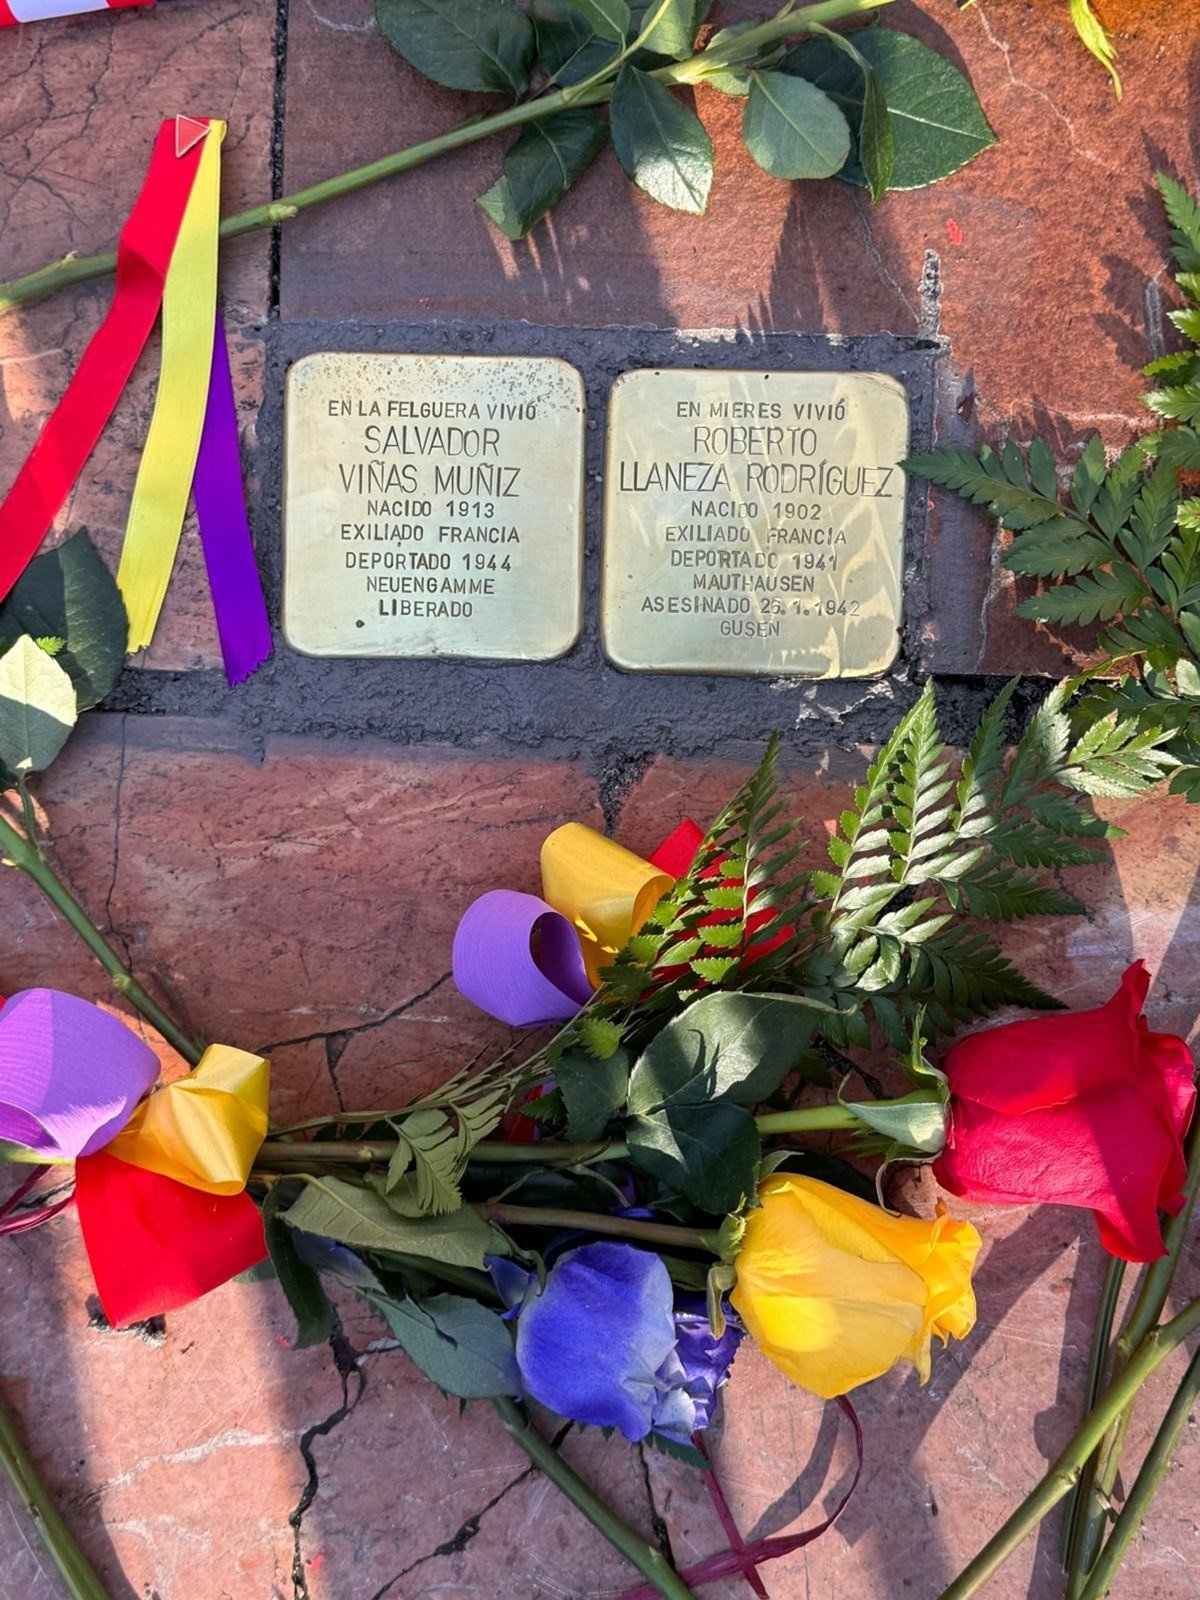 EN LA FELGUERA VIVIÓ
SALVADOR
VIÑAS MUÑIZ
NACIDO 1913
EXILIADO FRANCIA
DEPORTADO 1944
NEUENGAMME
LIBERADO
EN MIERES VIVIÓ
ROBERTO
LLANEZA RODRÍGUEZ
NACIDO 1902
EXILIADO FRANCIA
DEPORTADO 1941
MAUTHAUSEN
ASESINADO 26.1.1942
GUSEN